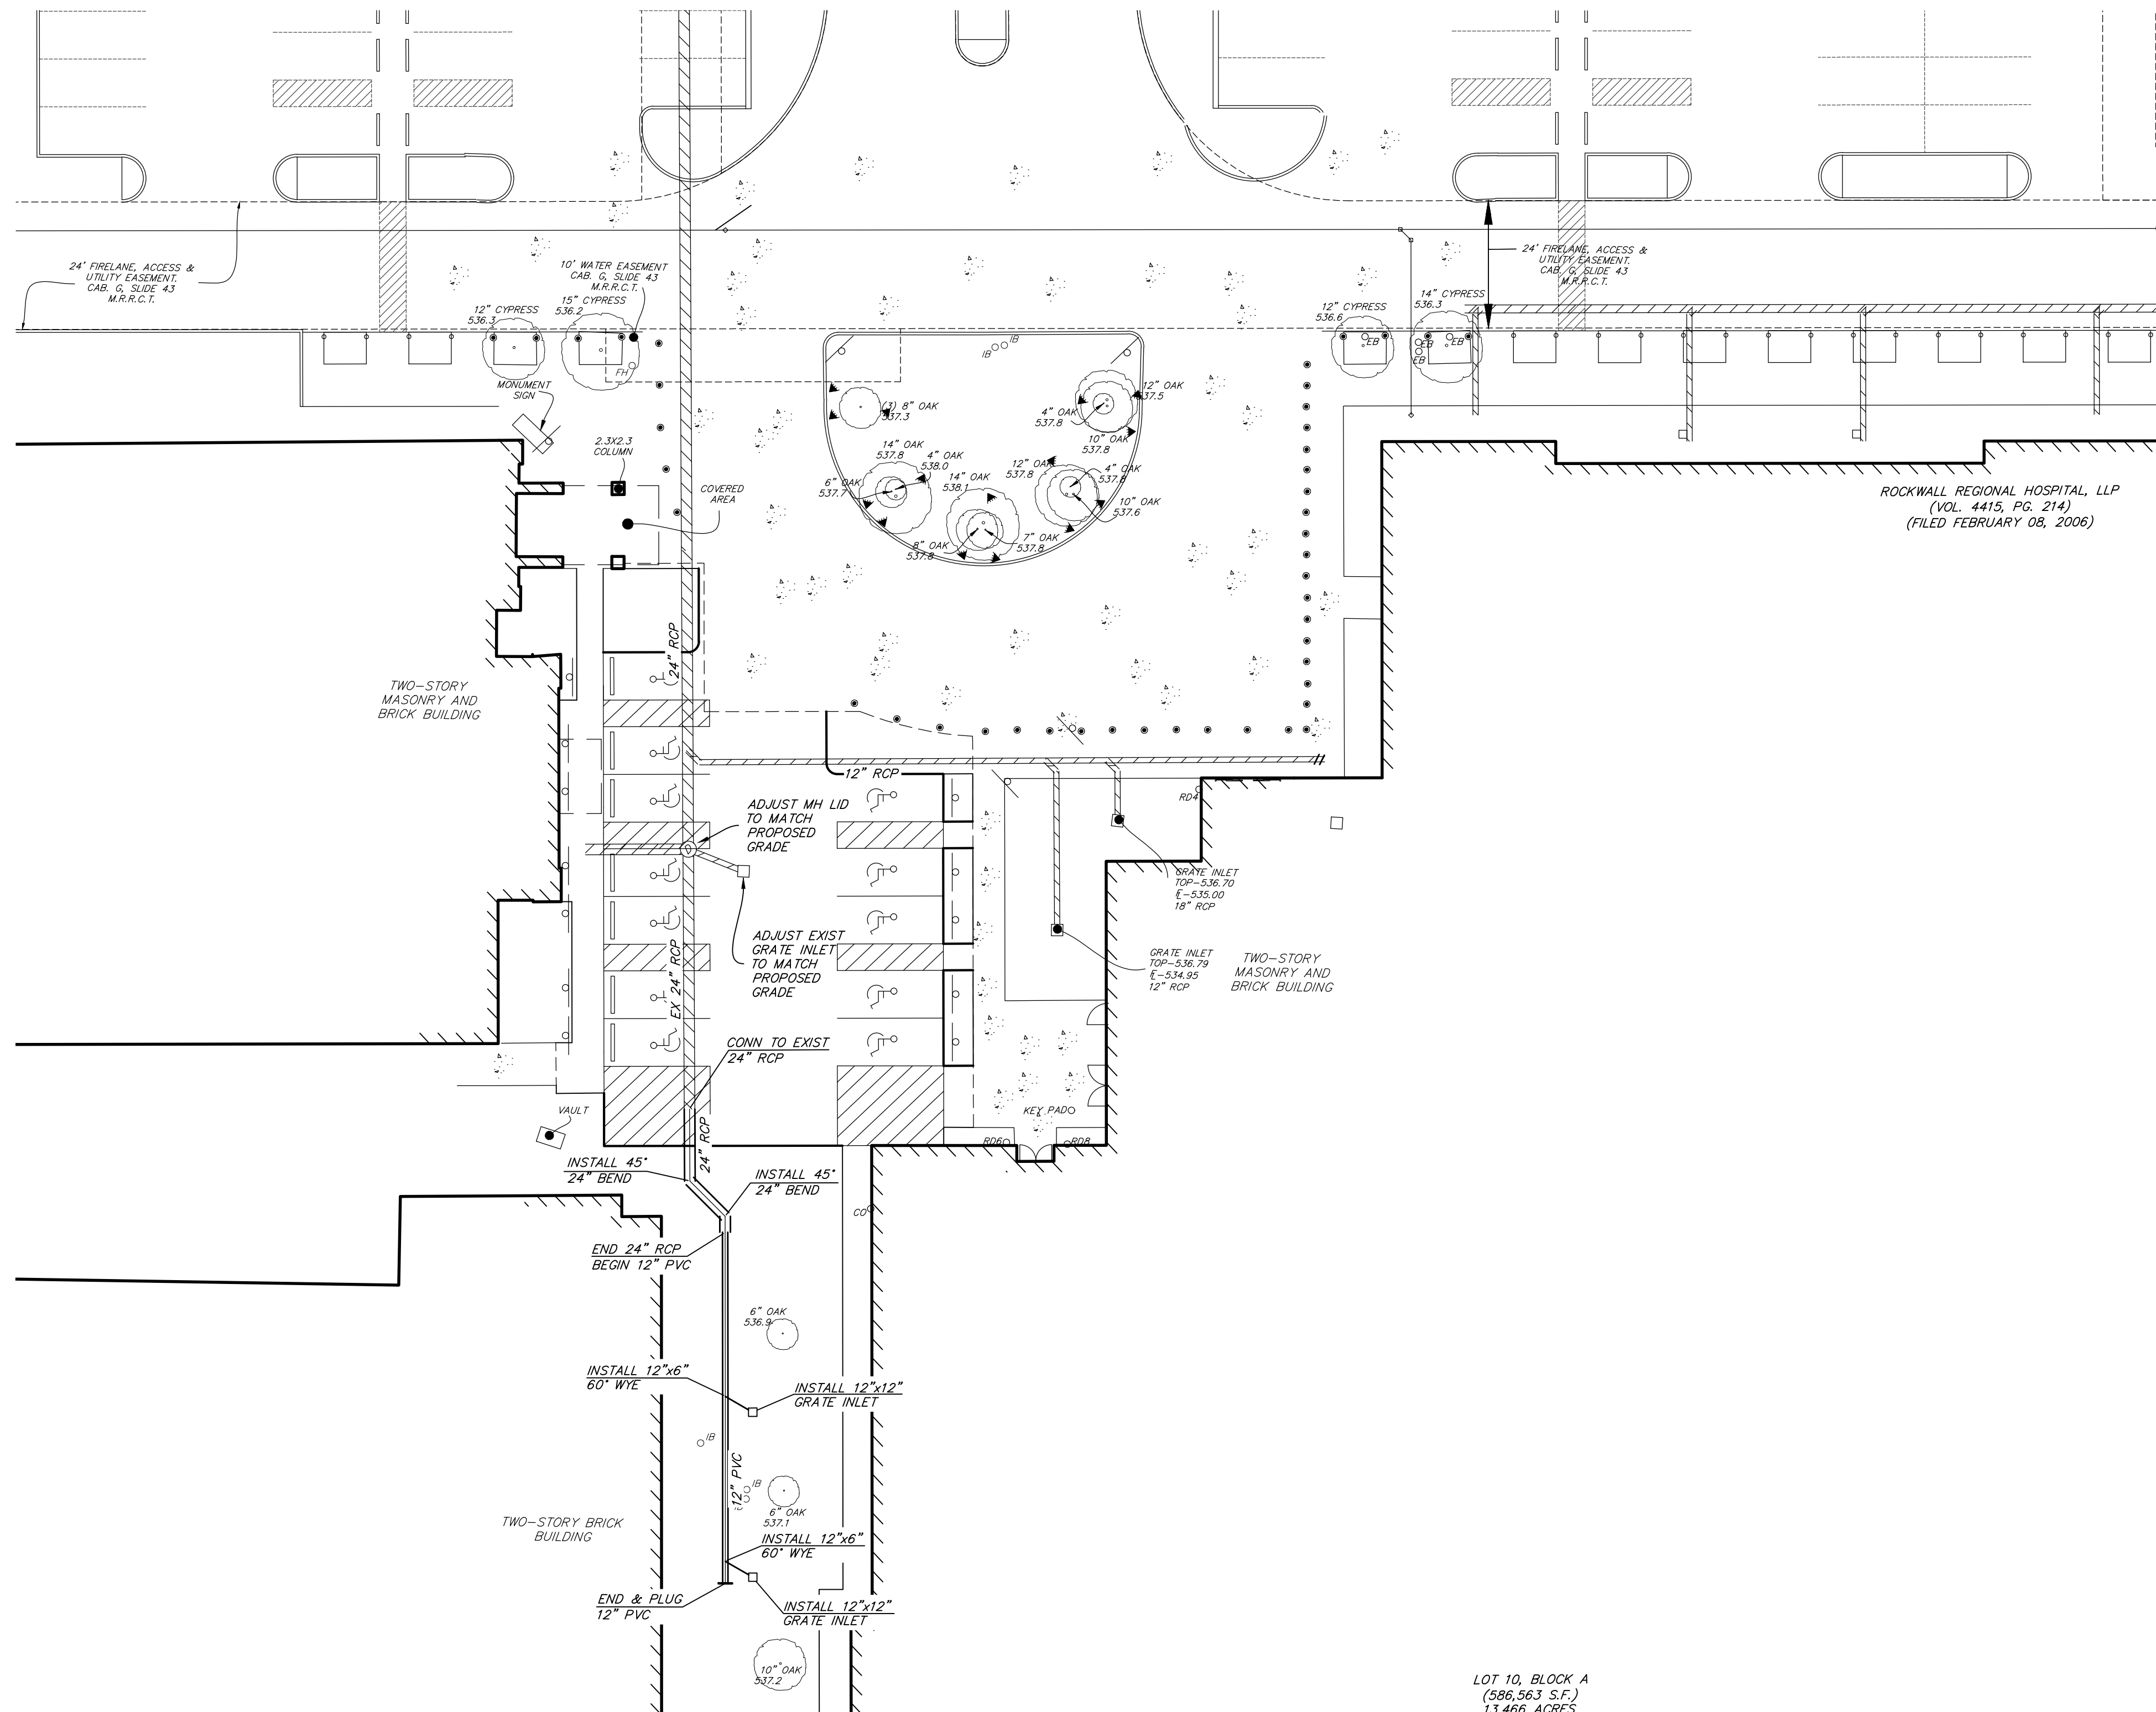 24' FIRELANE, ACCESS &
UTILITY EASEMENT.
CAB. G, SLIDE 43
M.R.R.C.T.
10' WATER EASEMENT
CAB. G, SLIDE 43
M.R.R.C.T.
12" CYPRESS
536.3
15" CYPRESS
536.2
FH
MONUMENT
SIGN
2.3X2.3
COLUMN
COVERED
AREA
24' FIRELANE, ACCESS &
UTILITY EASEMENT.
CAB. G, SLIDE 43
M.R.R.C.T.
12" CYPRESS
536.6
14" CYPRESS
536.3
EB
EB
EB
EB
IB
IB
(3) 8" OAK
537.3
12" OAK
537.5
4" OAK
537.8
10" OAK
537.8
14" OAK
537.8
4" OAK
538.0
6" OAK
537.7
14" OAK
538.1
12" OAK
537.8
4" OAK
537.8
10" OAK
537.6
8" OAK
537.8
7" OAK
537.8
ROCKWALL REGIONAL HOSPITAL, LLP
(VOL. 4415, PG. 214)
(FILED FEBRUARY 08, 2006)
TWO-STORY
MASONRY AND
BRICK BUILDING
24" RCP
12" RCP
ADJUST MH LID
TO MATCH
PROPOSED
GRADE
D
RD4
GRATE INLET
TOP-536.70
FL-535.00
18" RCP
ADJUST EXIST
GRATE INLET
TO MATCH
PROPOSED
GRADE
EX 24" RCP
GRATE INLET
TOP-536.79
FL-534.95
12" RCP
TWO-STORY
MASONRY AND
BRICK BUILDING
CONN TO EXIST
24" RCP
VAULT
KEY PAD
RD6
RD8
24" RCP
INSTALL 45°
24" BEND
INSTALL 45°
24" BEND
CO
END 24" RCP
BEGIN 12" PVC
6" OAK
536.9
INSTALL 12"x6"
60° WYE
INSTALL 12"x12"
GRATE INLET
IB
12" PVC
IB
6" OAK
537.1
TWO-STORY BRICK
BUILDING
INSTALL 12"x6"
60° WYE
END & PLUG
12" PVC
INSTALL 12"x12"
GRATE INLET
10" OAK
537.2
LOT 10, BLOCK A
(586,563 S.F.)
13.466 ACRES